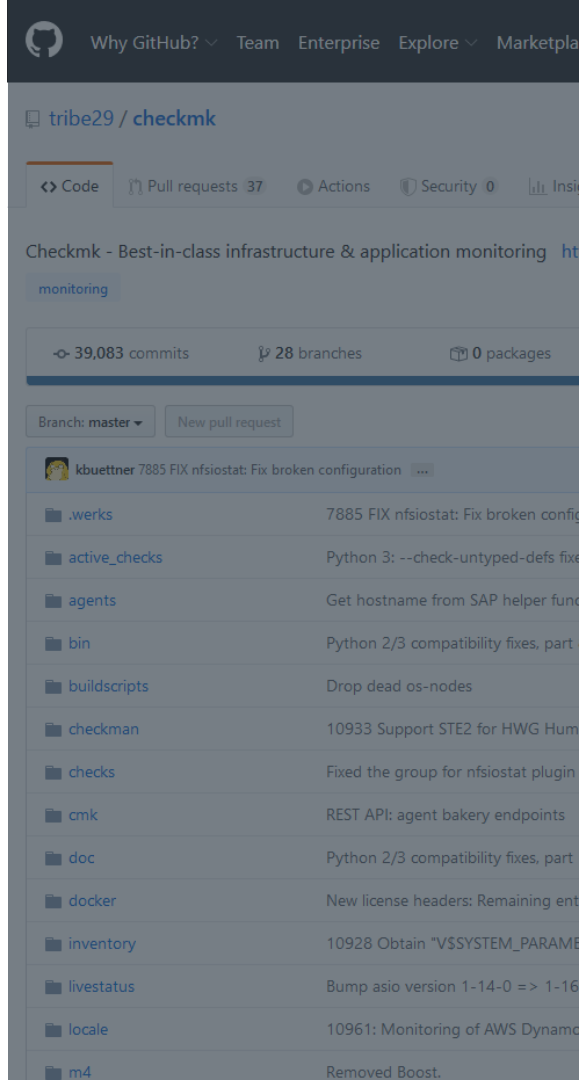 Why GitHub? Team Enterprise Explore Marketpla
tribe29 / checkmk
Code Pull requests 37 Actions Security 0 Insi
Checkmk - Best-in-class infrastructure & application monitoring ht
monitoring
39,083 commits 28 branches 0 packages
Branch: master New pull request
kbuettner 7885 FIX nfsiostat: Fix broken configuration ...
.werks 7885 FIX nfsiostat: Fix broken config
active_checks Python 3: --check-untyped-defs fixe
agents Get hostname from SAP helper func
bin Python 2/3 compatibility fixes, part
buildscripts Drop dead os-nodes
checkman 10933 Support STE2 for HWG Hum
checks Fixed the group for nfsiostat plugin
cmk REST API: agent bakery endpoints
doc Python 2/3 compatibility fixes, part
docker New license headers: Remaining ent
inventory 10928 Obtain "V$SYSTEM_PARAME
livestatus Bump asio version 1-14-0 => 1-16
locale 10961: Monitoring of AWS Dynamo
m4 Removed Boost.